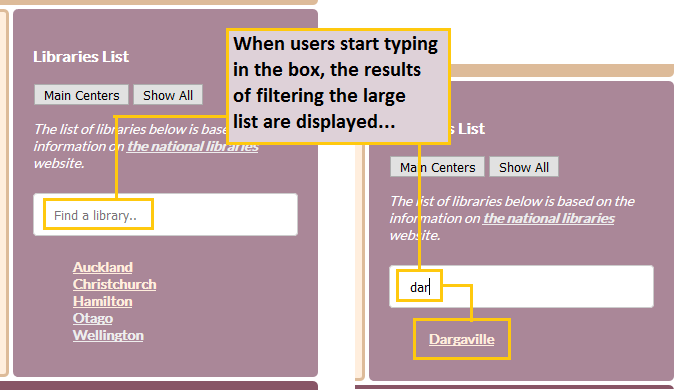 Libraries List
Main Centers Show All
The list of libraries below is base
information on the national libraries
website.
Find a library..
Auckland
Christchurch
Hamilton
Otago
Wellington
When users start typing
in the box, the results
of filtering the large
list are displayed...
s List
Main Centers Show All
The list of libraries below is based on the
information on the national libraries
website.
dar
Dargaville